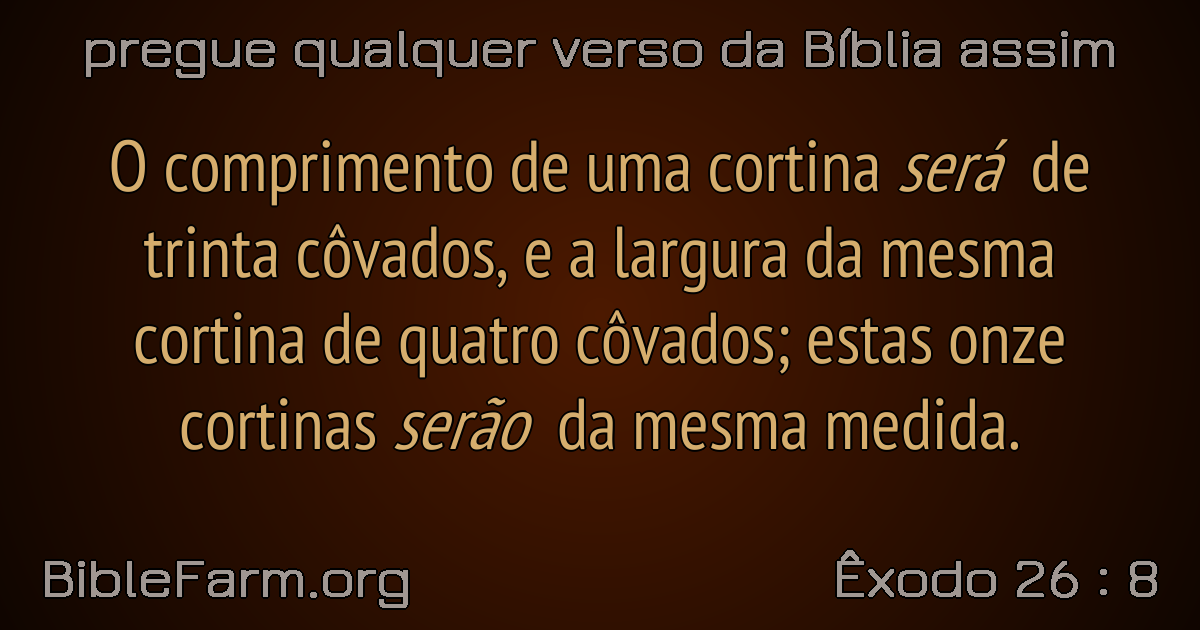 pregue qualquer verso da Bíblia assim
O comprimento de uma cortina será de
trinta côvados, e a largura da mesma
cortina de quatro côvados; estas onze
cortinas serão da mesma medida.
BibleFarm.org
Êxodo 26 : 8